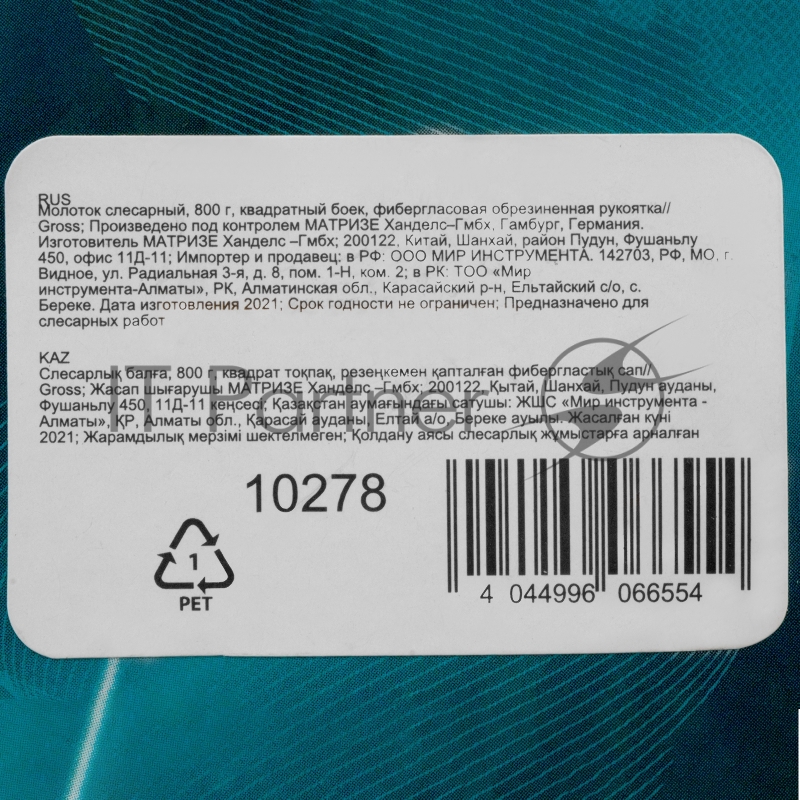 RUS
Молоток слесарный, 800 г, квадратный боек, фибергласовая обрезиненная рукоятка//
Gross; Произведено под контролем МАТРИЗЕ Ханделс–Гмбх, Гамбург, Германия.
Изготовитель МАТРИЗЕ Ханделс –Гмбх; 200122, Китай, Шанхай, район Пудун, Фушаньлу
450, офис 11Д-11; Импортер и продавец: в РФ: ООО МИР ИНСТРУМЕНТА. 142703, РФ, МО, г.
Видное, ул. Радиальная 3-я, д. 8, пом. 1-Н, ком. 2; в РК: ТОО «Мир
инструмента-Алматы», РК, Алматинская обл., Карасайский р-н, Ельтайский с/о, с.
Береке. Дата изготовления 2021; Срок годности не ограничен; Предназначено для
слесарных работ
KAZ
Слесарлық балға, 800 г, квадрат тоқпақ, резеңкемен қапталған фибергластық сап//
Gross; Жасап шығарушы МАТРИЗЕ Ханделс –Гмбх; 200122, Қытай, Шанхай, Пудун ауданы,
Фушаньлу 450, 11Д-11 кеңсесі; Қазақстан аумағындағы сатушы: ЖШС «Мир инструмента -
Алматы», ҚР, Алматы обл., Қарасай ауданы, Елтай а/о, Береке ауылы. Жасалған күні
2021; Жарамдылық мерзімі шектелмеген; Қолдану аясы слесарлық жұмыстарға арналған
IT Partner
10278
1
PET
4 044996 066554